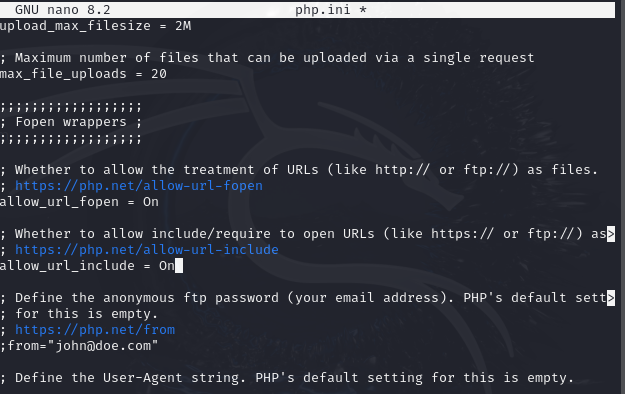 GNU nano 8.2 php.ini *
upload_max_filesize = 2M
; Maximum number of files that can be uploaded via a single request
max_file_uploads = 20
;;;;;;;;;;;;;;;;;;
; Fopen wrappers ;
;;;;;;;;;;;;;;;;;;
; Whether to allow the treatment of URLs (like http:// or ftp://) as files.
; https://php.net/allow-url-fopen
allow_url_fopen = On
; Whether to allow include/require to open URLs (like https:// or ftp://) as>
; https://php.net/allow-url-include
allow_url_include = On
; Define the anonymous ftp password (your email address). PHP's default sett>
; for this is empty.
; https://php.net/from
;from="john@doe.com"
; Define the User-Agent string. PHP's default setting for this is empty.